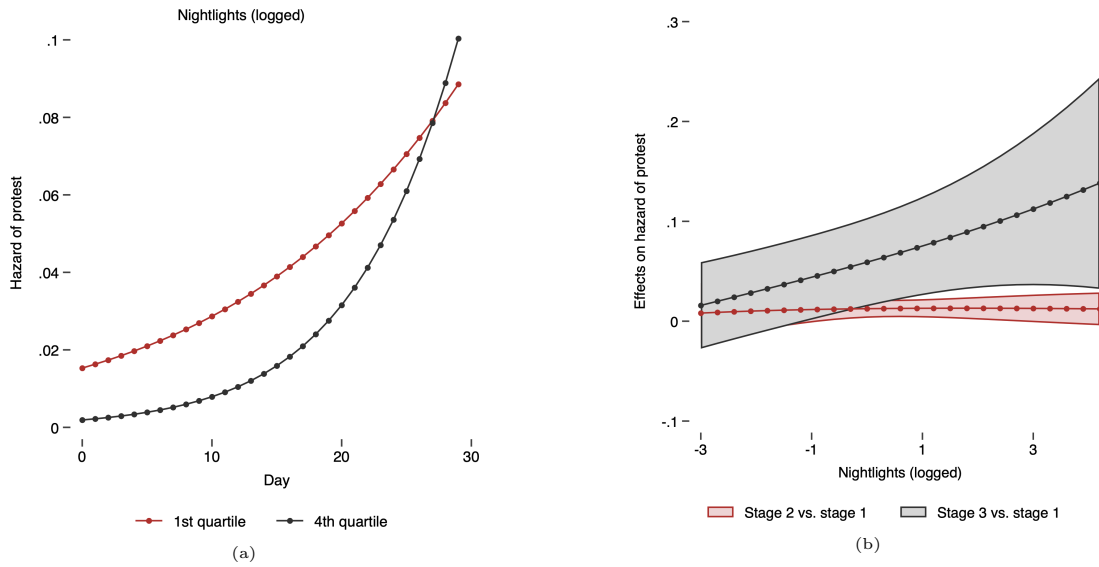 Nightlights (logged)
.1
.08
.06
.04
.02
0
Hazard of protest
0 10 20 30
Day
1st quartile 4th quartile
(a)
.3
.2
.1
0
-.1
Effects on hazard of protest
-3 -1 1 3
Nightlights (logged)
Stage 2 vs. stage 1 Stage 3 vs. stage 1
(b)